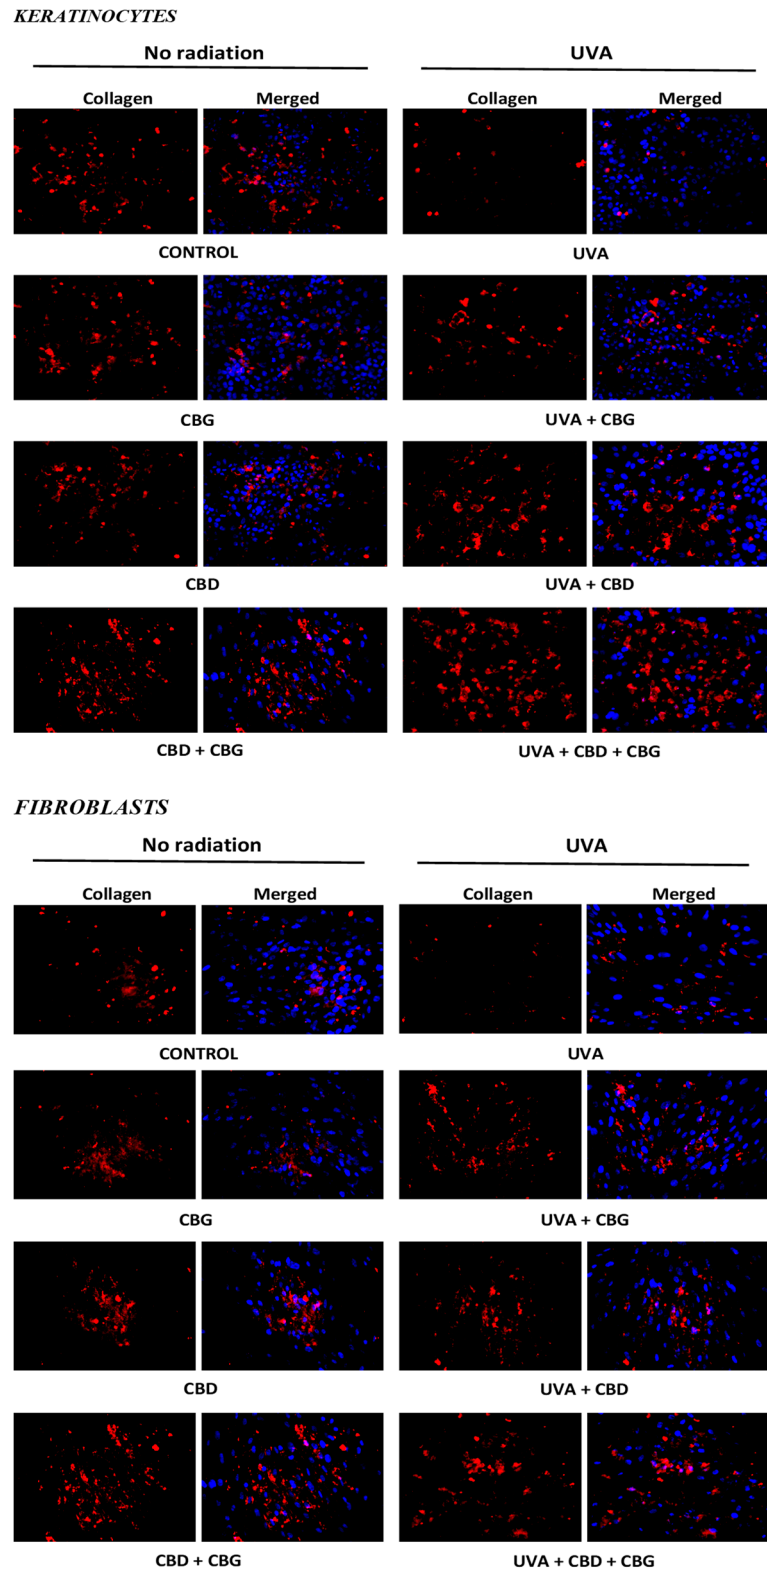 KERATINOCYTES
No radiation UVA
Collagen Merged Collagen Merged
CONTROL UVA
CBG UVA + CBG
CBD UVA + CBD
CBD + CBG UVA + CBD + CBG
FIBROBLASTS
No radiation UVA
Collagen Merged Collagen Merged
CONTROL UVA
CBG UVA + CBG
CBD UVA + CBD
CBD + CBG UVA + CBD + CBG